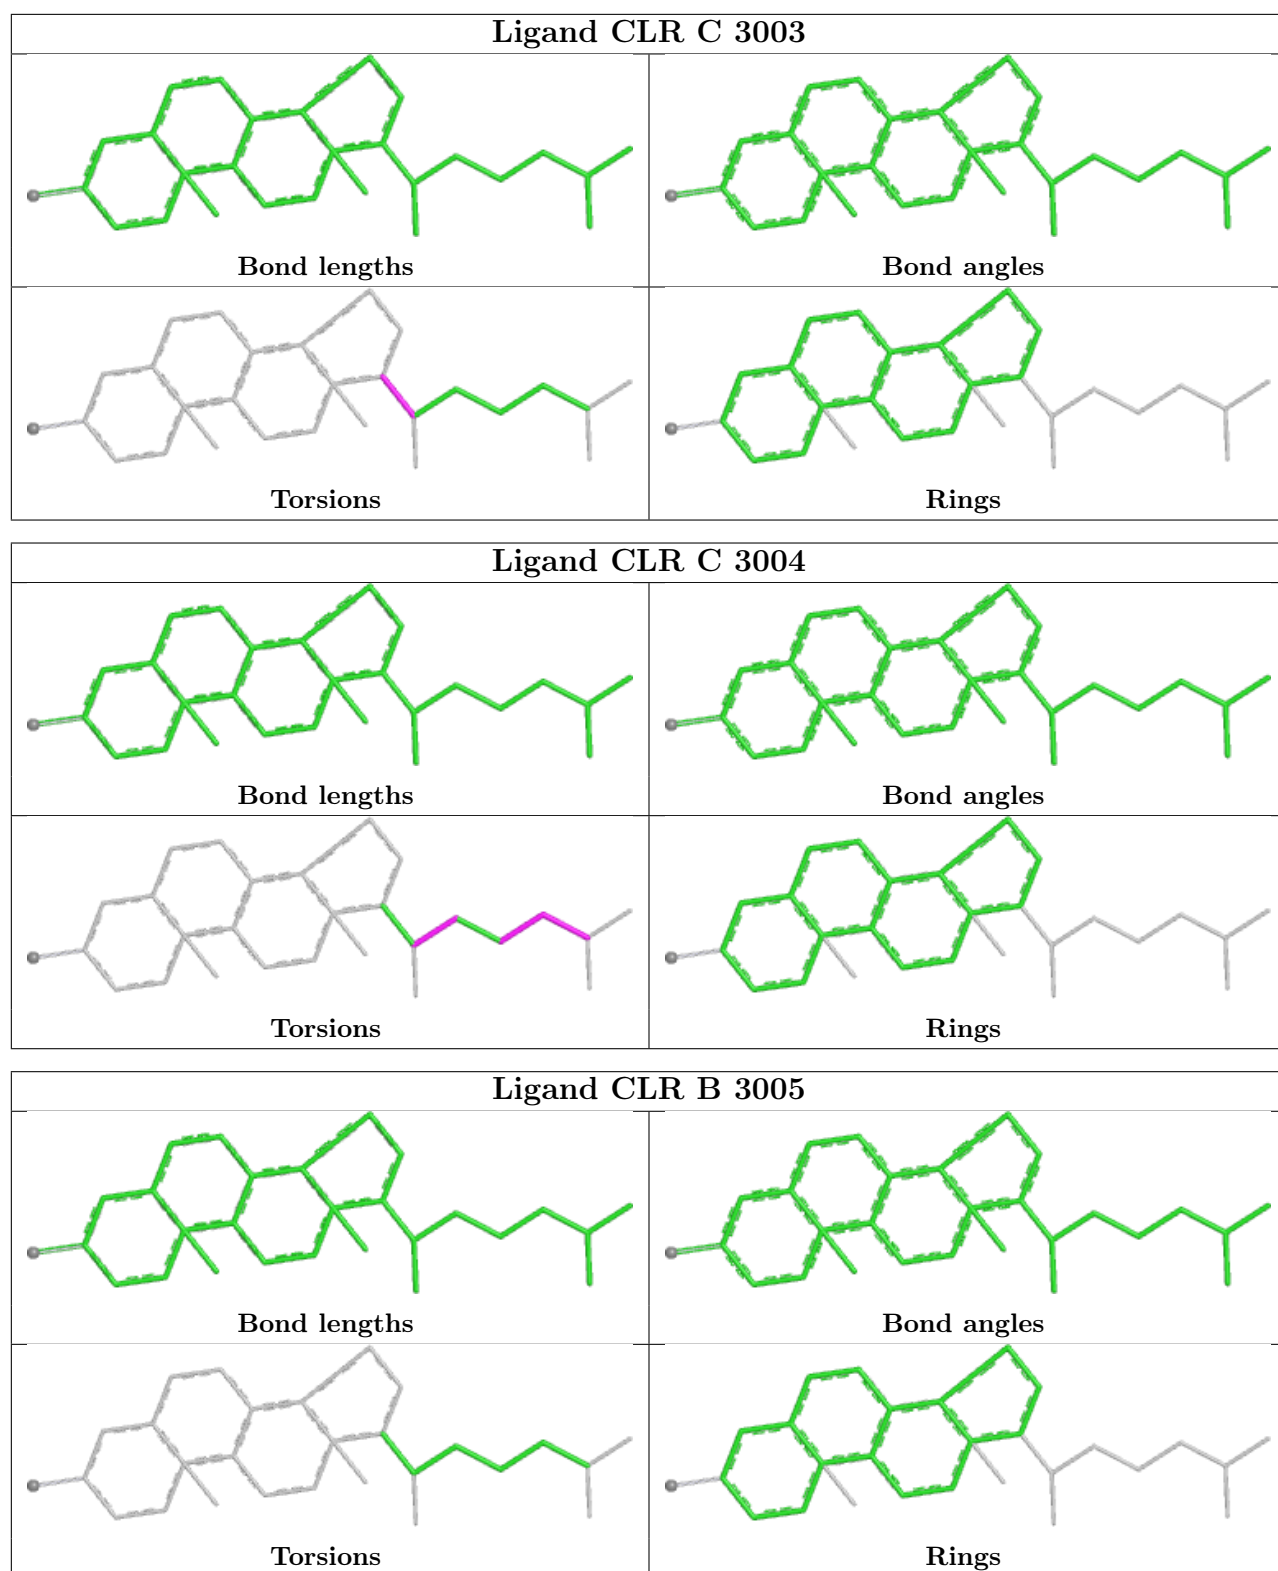 Ligand CLR C 3003
Bond lengths
Bond angles
Torsions
Rings
Ligand CLR C 3004
Bond lengths
Bond angles
Torsions
Rings
Ligand CLR B 3005
Bond lengths
Bond angles
Torsions
Rings